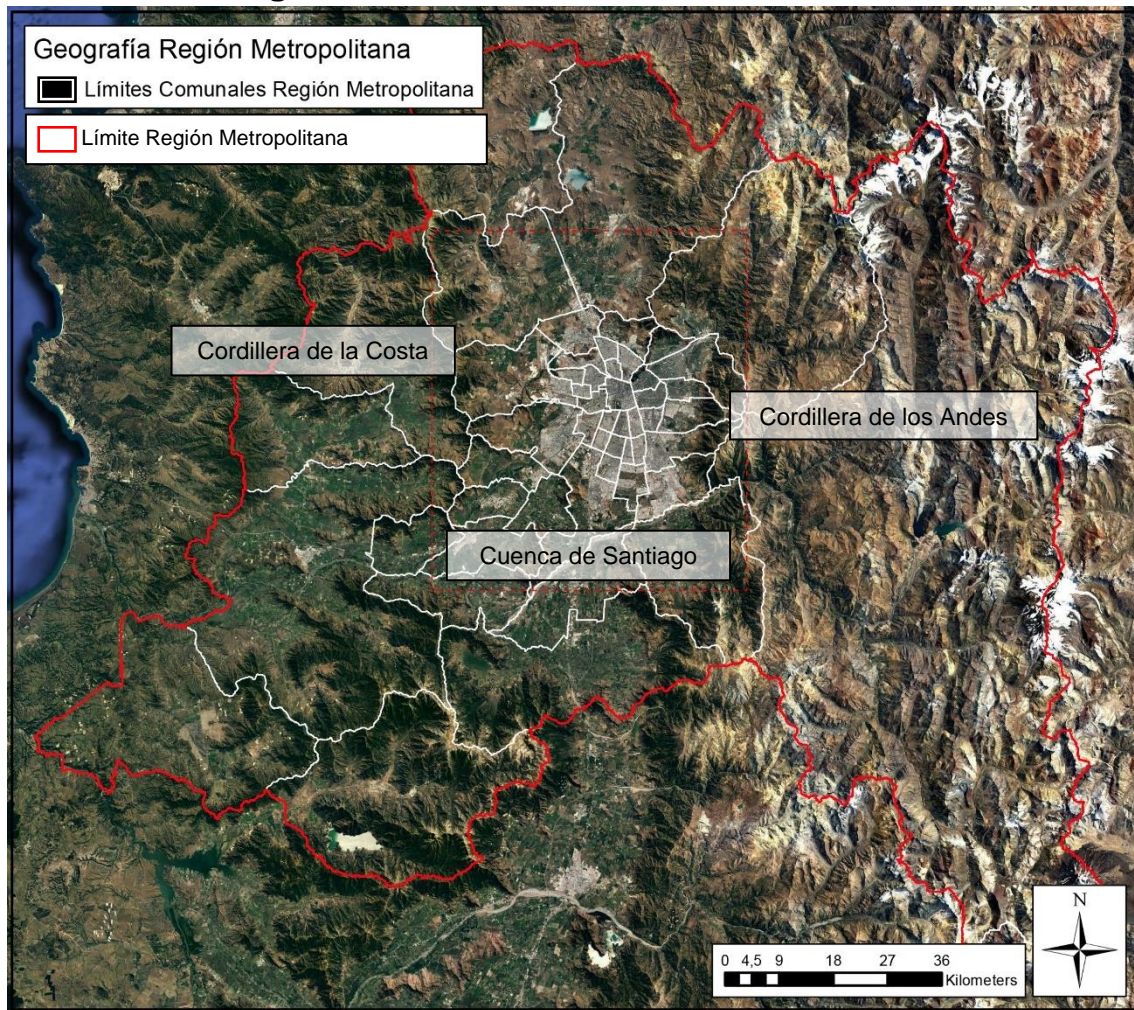 Geografía Región Metropolitana
Límites Comunales Región Metropolitana
Límite Región Metropolitana
Cordillera de la Costa
Cordillera de los Andes
Cuenca de Santiago
N
0 4,5 9 18 27 36
Kilometers